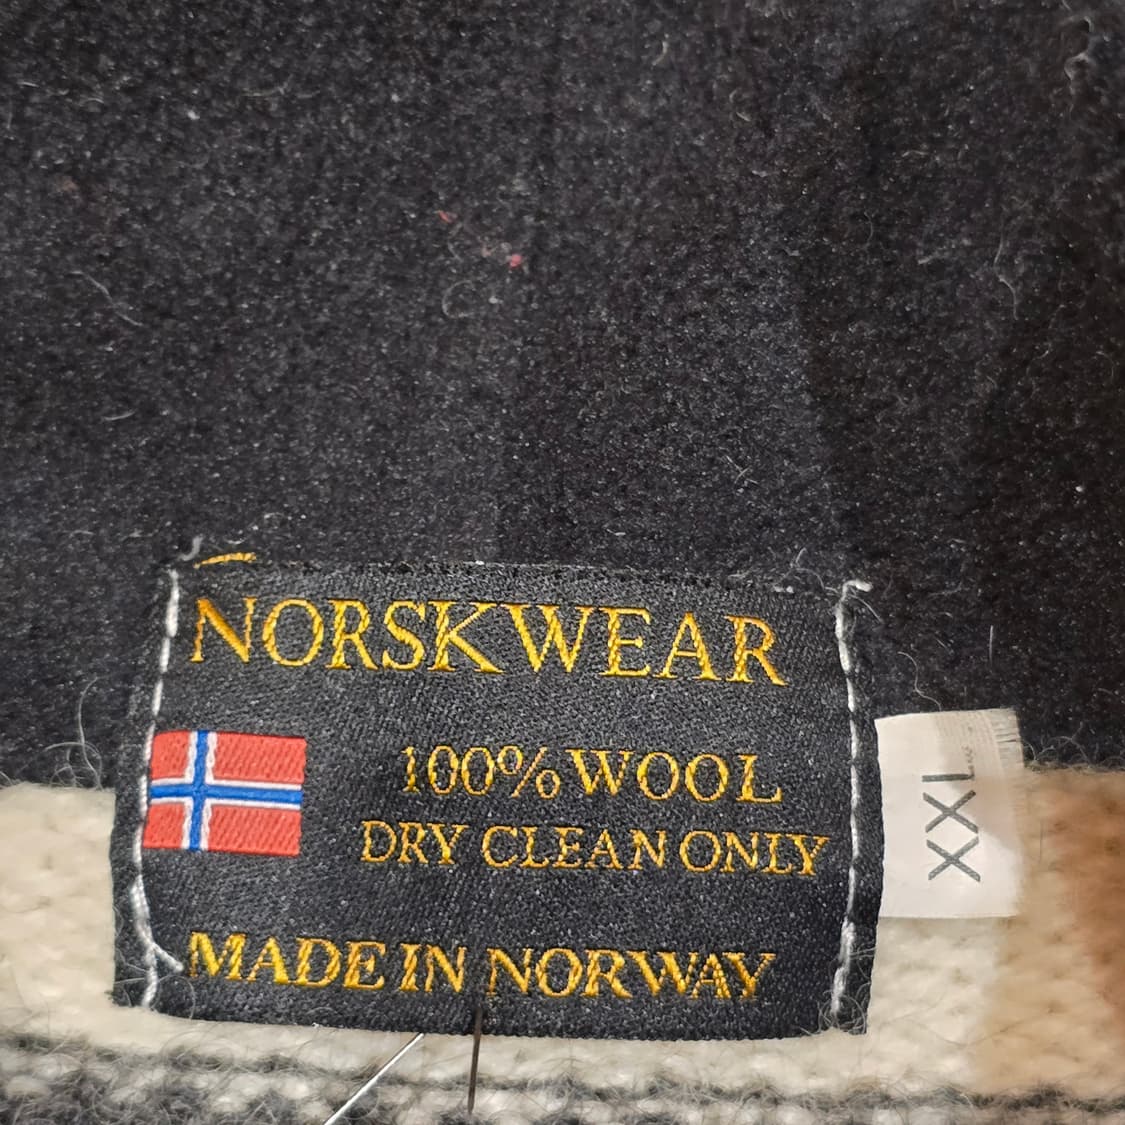 NORSKWEAR
100% WOOL
DRY CLEAN ONLY
MADE IN NORWAY
XXL